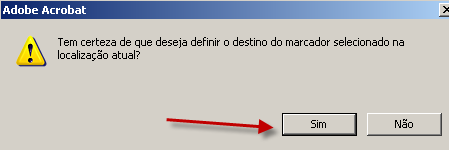 Adobe Acrobat
Tem certeza de que deseja definir o destino do marcador selecionado na
localização atual?
Sim
Não